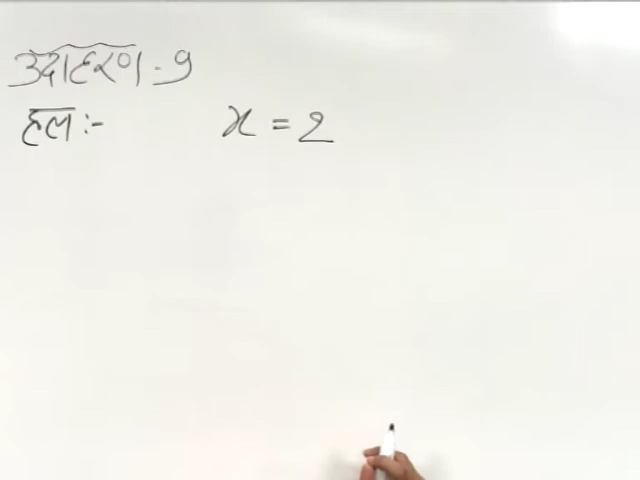 उदाहरण - 9
हल :- x = 2